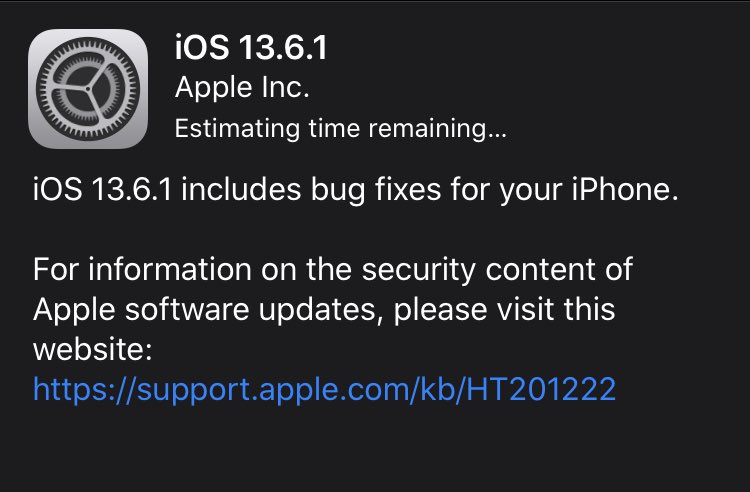 iOS 13.6.1
Apple Inc.
Estimating time remaining...
iOS 13.6.1 includes bug fixes for your iPhone.
For information on the security content of
Apple software updates, please visit this
website:
https://support.apple.com/kb/HT201222